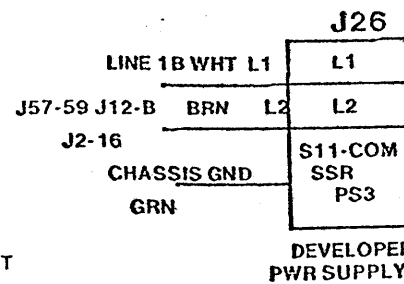 J26
LINE 1B WHT L1 L1
J57-59 J12-B BRN L2 L2
J2-16
S11-COM
CHASSIS GND SSR
PS3
GRN
DEVELOPER
T PWR SUPPLY